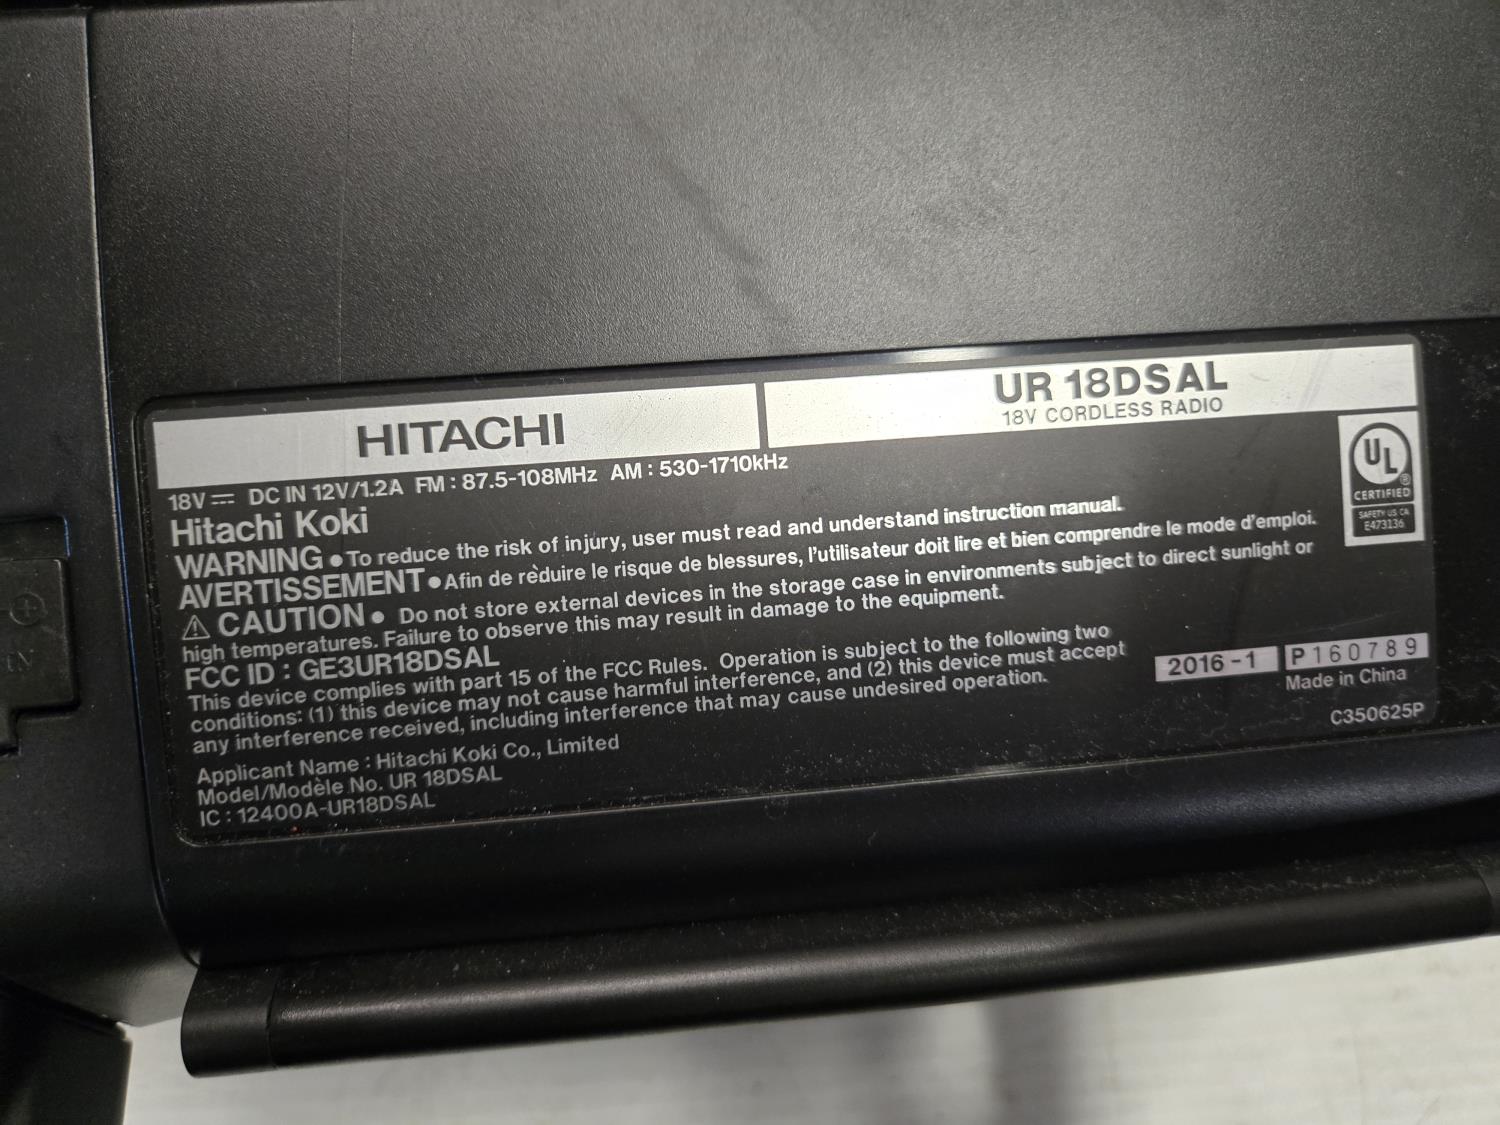 HITACHI
UR 18DSAL
18V CORDLESS RADIO
18V⎓ DC IN 12V/1.2A FM : 87.5-108MHz AM : 530-1710kHz
Hitachi Koki
WARNING ● To reduce the risk of injury, user must read and understand instruction manual.
AVERTISSEMENT ● Afin de rèduire le risque de blessures, l'utilisateur doit lire et bien comprendre le mode d'emploi.
⚠ CAUTION ● Do not store external devices in the storage case in environments subject to direct sunlight or
high temperatures. Failure to observe this may result in damage to the equipment.
FCC ID : GE3UR18DSAL
This device complies with part 15 of the FCC Rules. Operation is subject to the following two
conditions: (1) this device may not cause harmful interference, and (2) this device must accept
any interference received, including interference that may cause undesired operation.
Applicant Name : Hitachi Koki Co., Limited
Model/Modèle No. UR 18DSAL
IC : 12400A-UR18DSAL
UL ®
CERTIFIED
SAFETY US CA
E473136
2016 - 1
P160789
Made in China
C350625P